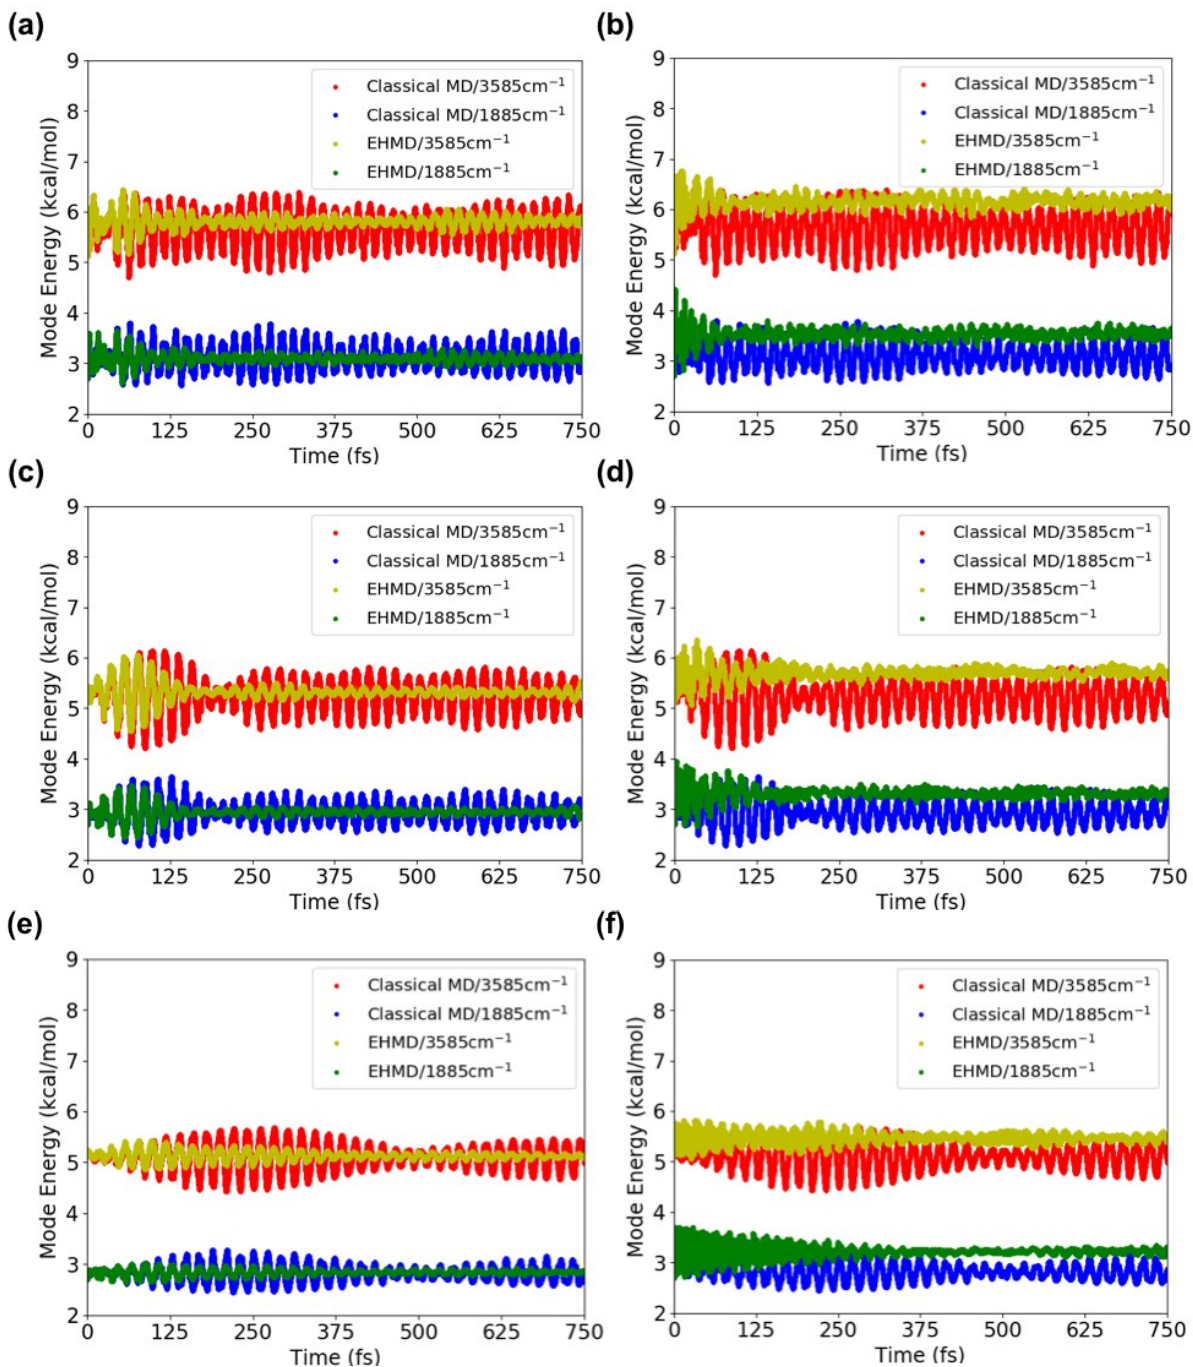 (a)
9
8
7
6
5
4
3
2
Mode Energy (kcal/mol)
Classical MD/3585cm⁻¹
Classical MD/1885cm⁻¹
EHMD/3585cm⁻¹
EHMD/1885cm⁻¹
0 125 250 375 500 625 750
Time (fs)
(b)
9
8
7
6
5
4
3
2
Mode Energy (kcal/mol)
Classical MD/3585cm⁻¹
Classical MD/1885cm⁻¹
EHMD/3585cm⁻¹
EHMD/1885cm⁻¹
0 125 250 375 500 625 750
Time (fs)
(c)
9
8
7
6
5
4
3
2
Mode Energy (kcal/mol)
Classical MD/3585cm⁻¹
Classical MD/1885cm⁻¹
EHMD/3585cm⁻¹
EHMD/1885cm⁻¹
0 125 250 375 500 625 750
Time (fs)
(d)
9
8
7
6
5
4
3
2
Mode Energy (kcal/mol)
Classical MD/3585cm⁻¹
Classical MD/1885cm⁻¹
EHMD/3585cm⁻¹
EHMD/1885cm⁻¹
0 125 250 375 500 625 750
Time (fs)
(e)
9
8
7
6
5
4
3
2
Mode Energy (kcal/mol)
Classical MD/3585cm⁻¹
Classical MD/1885cm⁻¹
EHMD/3585cm⁻¹
EHMD/1885cm⁻¹
0 125 250 375 500 625 750
Time (fs)
(f)
9
8
7
6
5
4
3
2
Mode Energy (kcal/mol)
Classical MD/3585cm⁻¹
Classical MD/1885cm⁻¹
EHMD/3585cm⁻¹
EHMD/1885cm⁻¹
0 125 250 375 500 625 750
Time (fs)